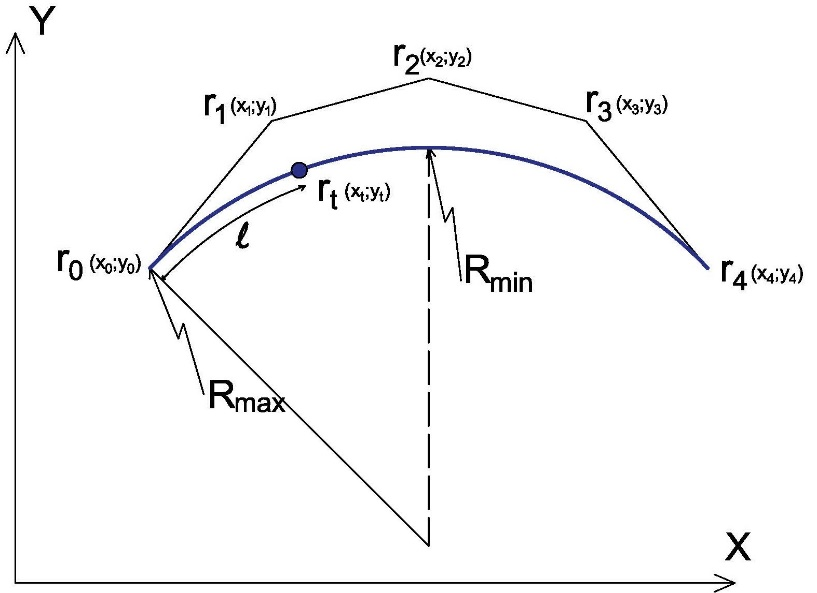 Y
r2(x2;y2)
r1(x1;y1)
r3(x3;y3)
rt (xt;yt)
ℓ
r0 (x0;y0)
Rmin
r4(x4;y4)
Rmax
X